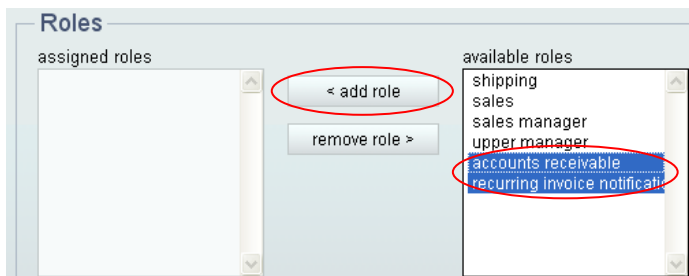 Roles
assigned roles
available roles
< add role
remove role >
shipping
sales
sales manager
upper manager
accounts receivable
recurring invoice notificatio